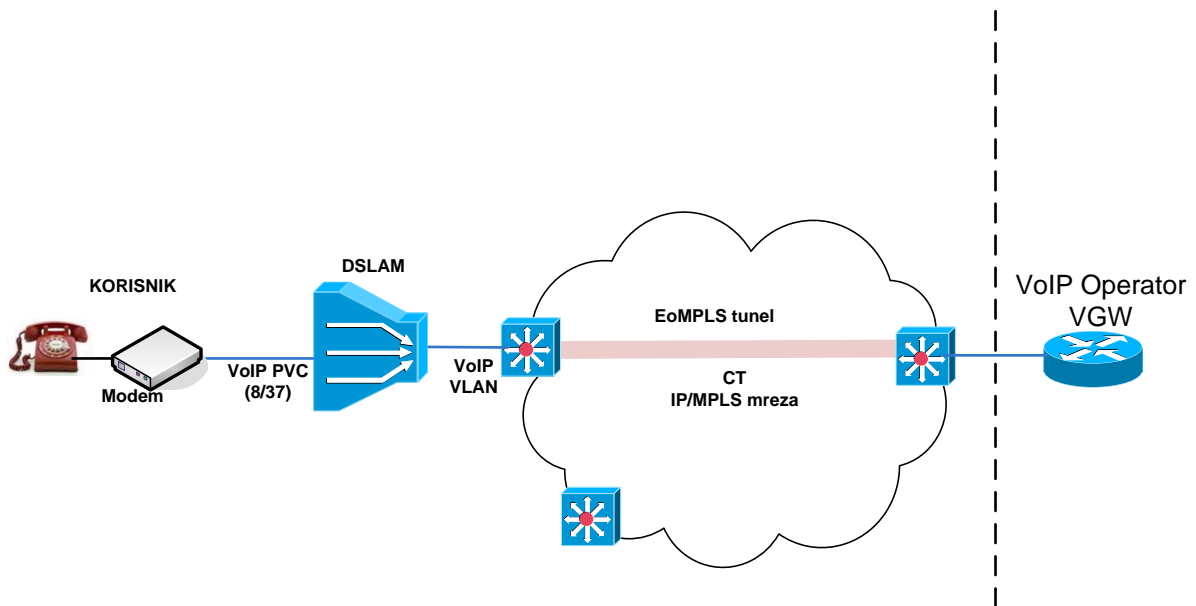 KORISNIK
Modem
VoIP PVC
(8/37)
DSLAM
VoIP
VLAN
EoMPLS tunel
CT
IP/MPLS mreza
VoIP Operator
VGW